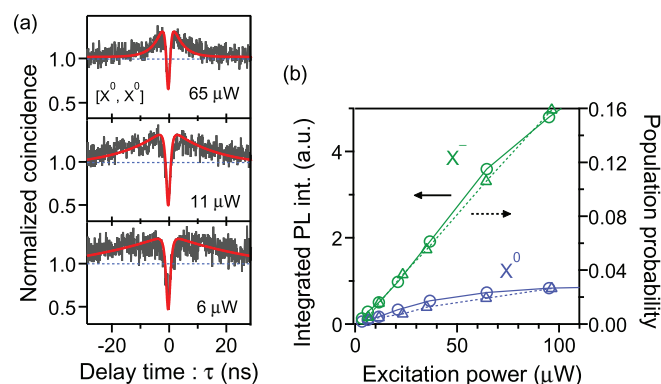 (a)
1.0
0.5
[X⁰, X⁰]
65 μW
1.0
0.5
11 μW
1.0
0.5
6 μW
-20
0
20
Delay time : τ (ns)
Normalized coincidence
(b)
4
2
0
0.16
0.12
0.08
0.04
0.00
X⁻
X⁰
0
50
100
Excitation power (μW)
Integrated PL int. (a.u.)
Population probability